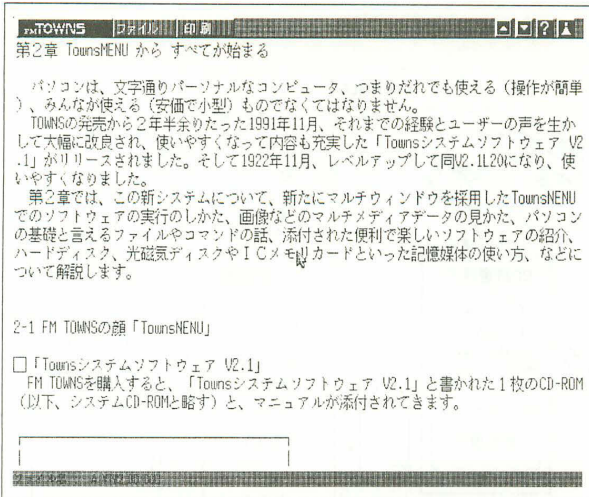 FMTOWNS ファイル 印刷 ?
第2章 TownsMENU から すべてが始まる
パソコンは、文字通りパーソナルなコンピュータ、つまりだれでも使える（操作が簡単
）、みんなが使える（安価で小型）ものでなくてはなりません。
TOWNSの発売から２年半余りたった1991年11月、それまでの経験とユーザーの声を生か
して大幅に改良され、使いやすくなって内容も充実した「Townsシステムソフトウェア V2
.1」がリリースされました。そして1922年11月、レベルアップして同V2.1L20になり、使
いやすくなりました。
第２章では、この新システムについて、新たにマルチウィンドウを採用したTownsNENU
でのソフトウェアの実行のしかた、画像などのマルチメディアデータの見かた、パソコン
の基礎と言えるファイルやコマンドの話、添付された便利で楽しいソフトウェアの紹介、
ハードディスク、光磁気ディスクやＩＣメモリカードといった記憶媒体の使い方、などに
ついて解説します。
2-1 FM TOWNSの顔「TownsNENU」
□「Townsシステムソフトウェア V2.1」
FM TOWNSを購入すると、「Townsシステムソフトウェア V2.1」と書かれた１枚のCD-ROM
（以下、システムCD-ROMと略す）と、マニュアルが添付されてきます。